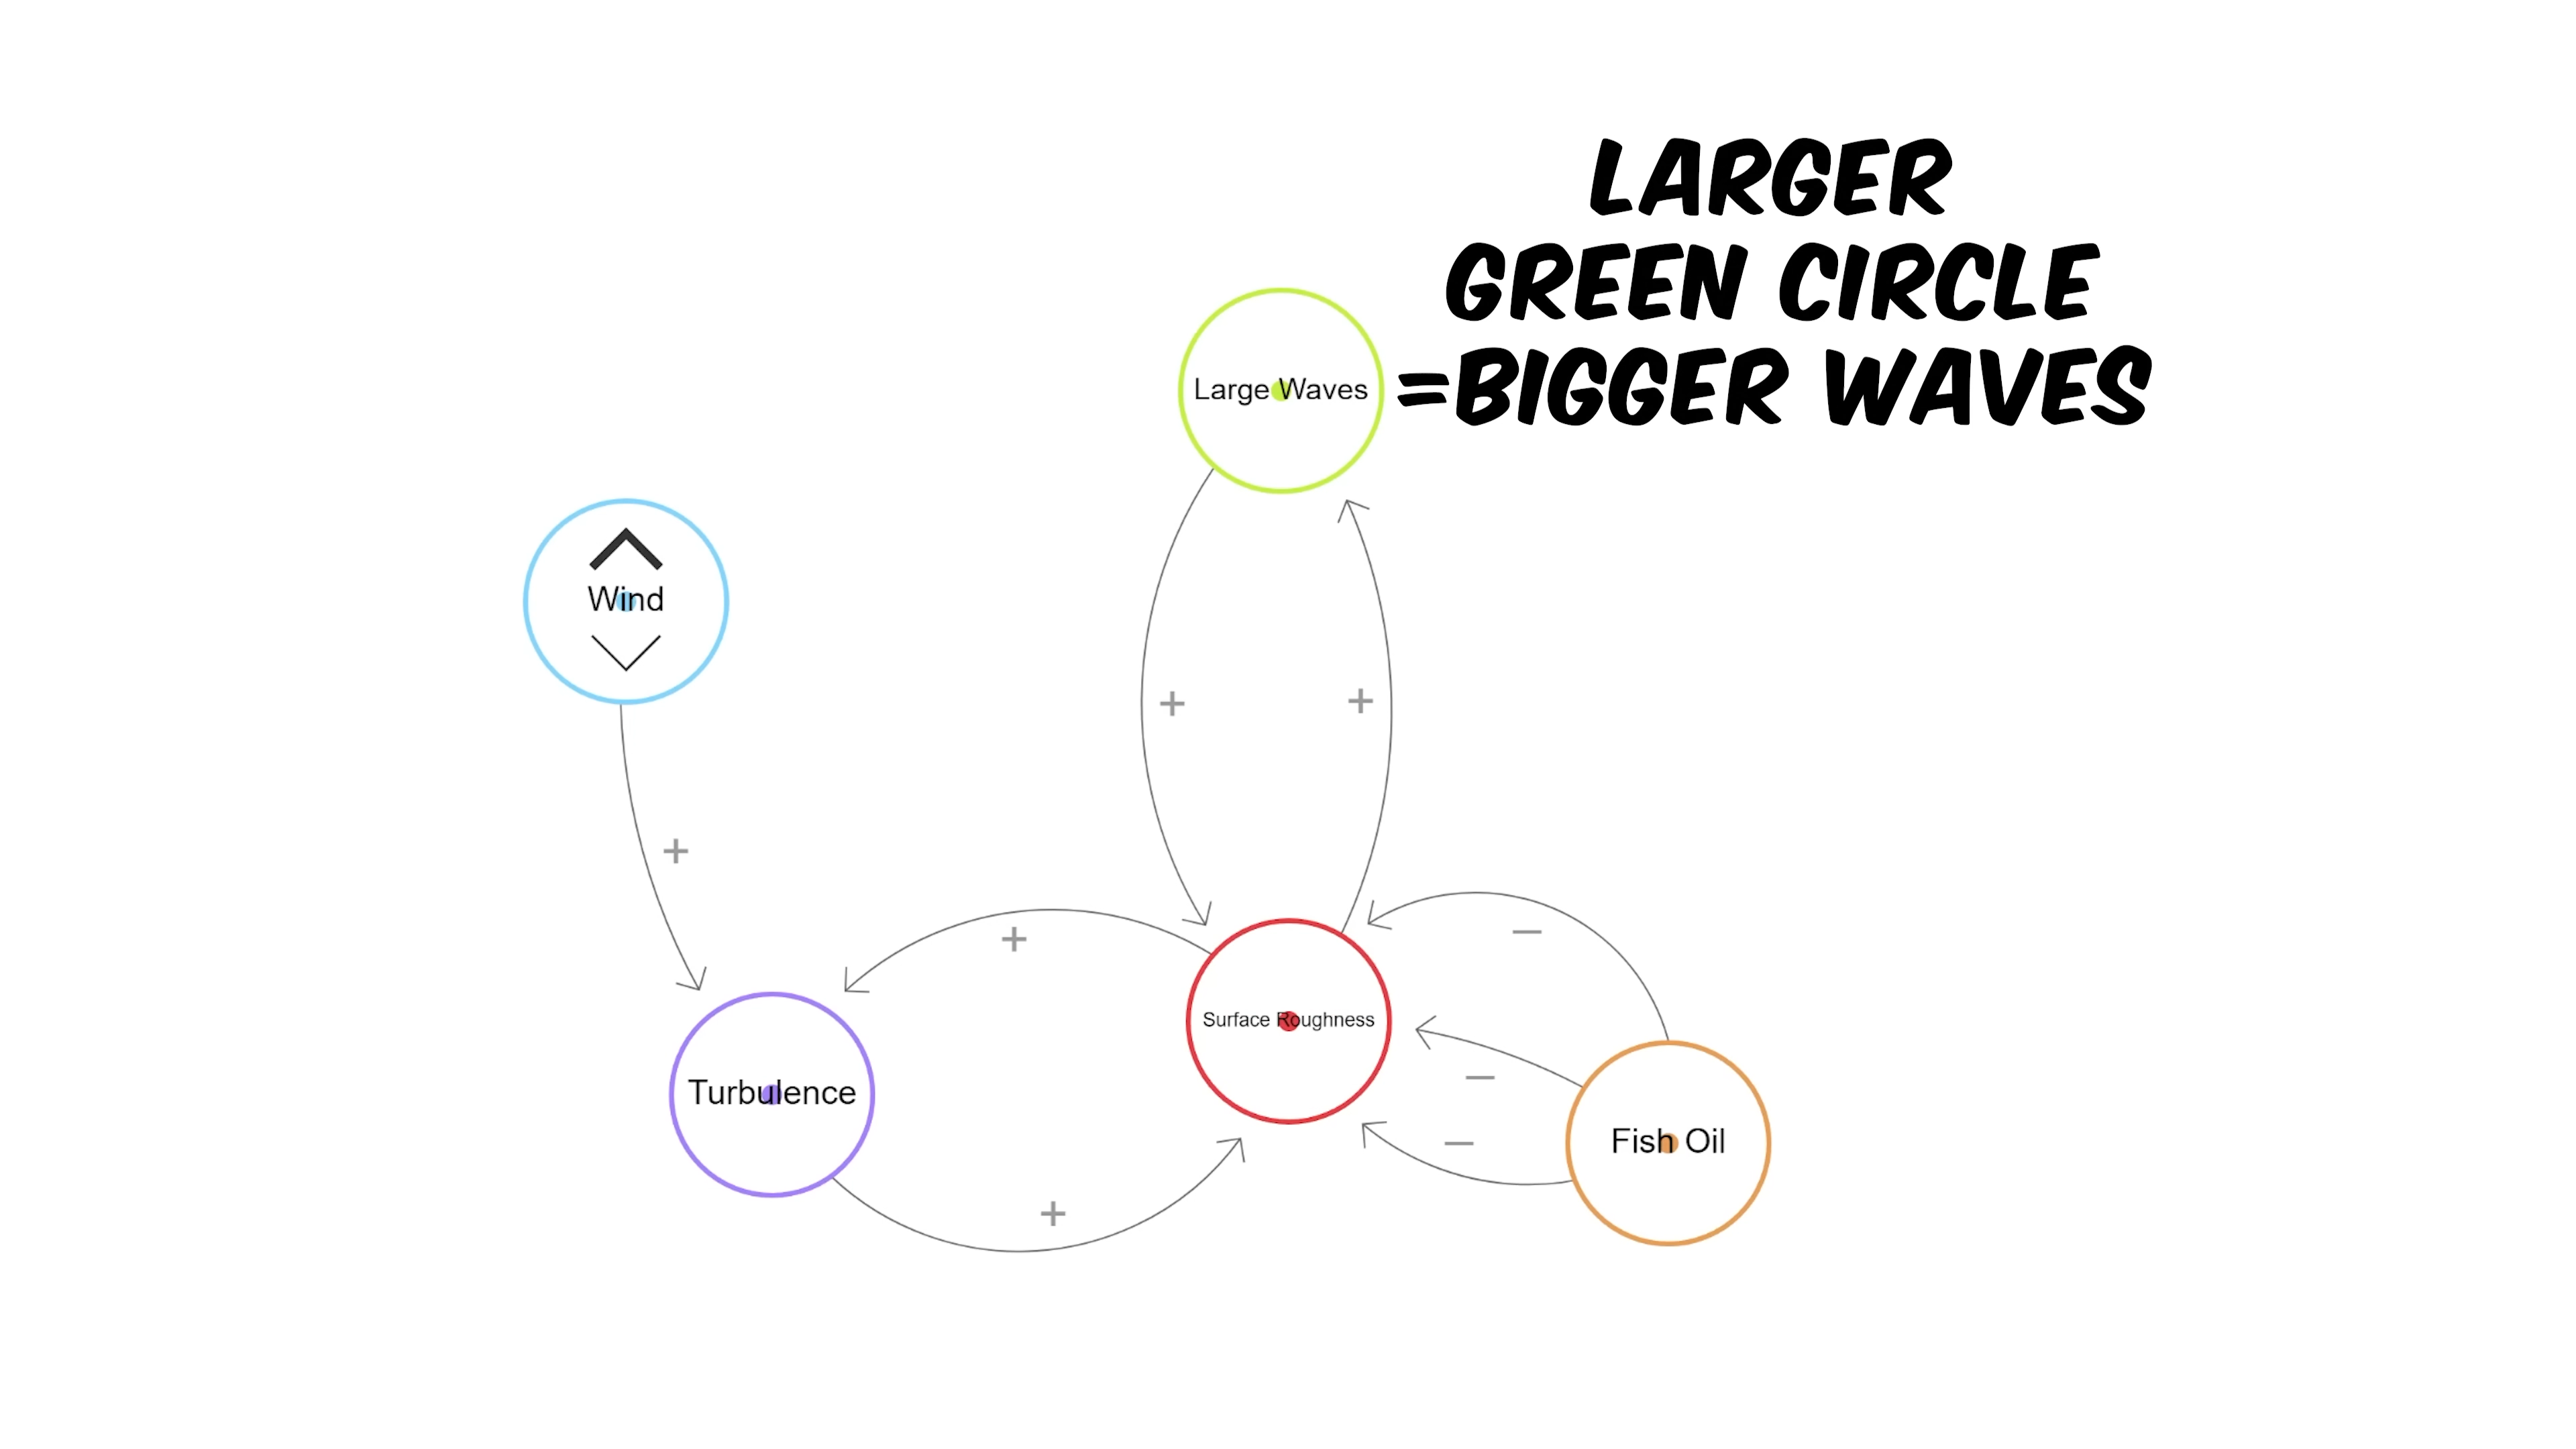 LARGER
GREEN CIRCLE
=BIGGER WAVES
Large Waves
Wind
+
+
+
+
−
Surface Roughness
−
Turbulence
Fish Oil
−
+